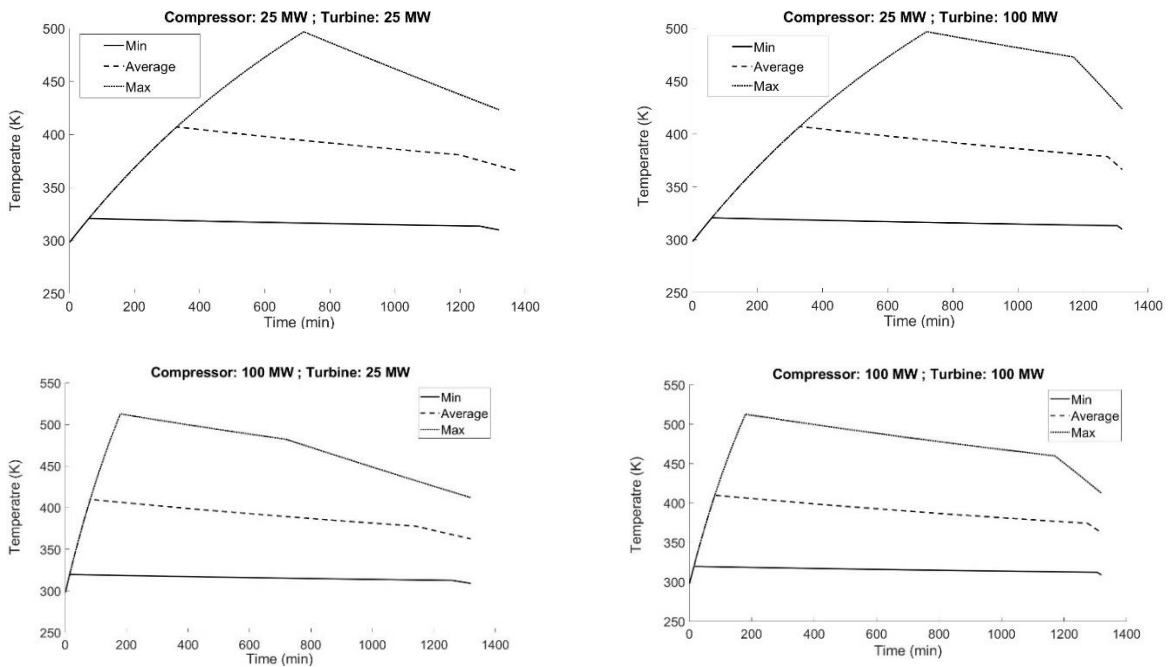 Compressor: 25 MW ; Turbine: 25 MW
500
450
400
350
300
250
Temperatre (K)
Min
Average
Max
0 200 400 600 800 1000 1200 1400
Time (min)
Compressor: 25 MW ; Turbine: 100 MW
500
450
400
350
300
250
Temperatre (K)
Min
Average
Max
0 200 400 600 800 1000 1200 1400
Time (min)
Compressor: 100 MW ; Turbine: 25 MW
550
500
450
400
350
300
250
Temperatre (K)
Min
Average
Max
0 200 400 600 800 1000 1200 1400
Time (min)
Compressor: 100 MW ; Turbine: 100 MW
550
500
450
400
350
300
250
Temperatre (K)
Min
Average
Max
0 200 400 600 800 1000 1200 1400
Time (min)